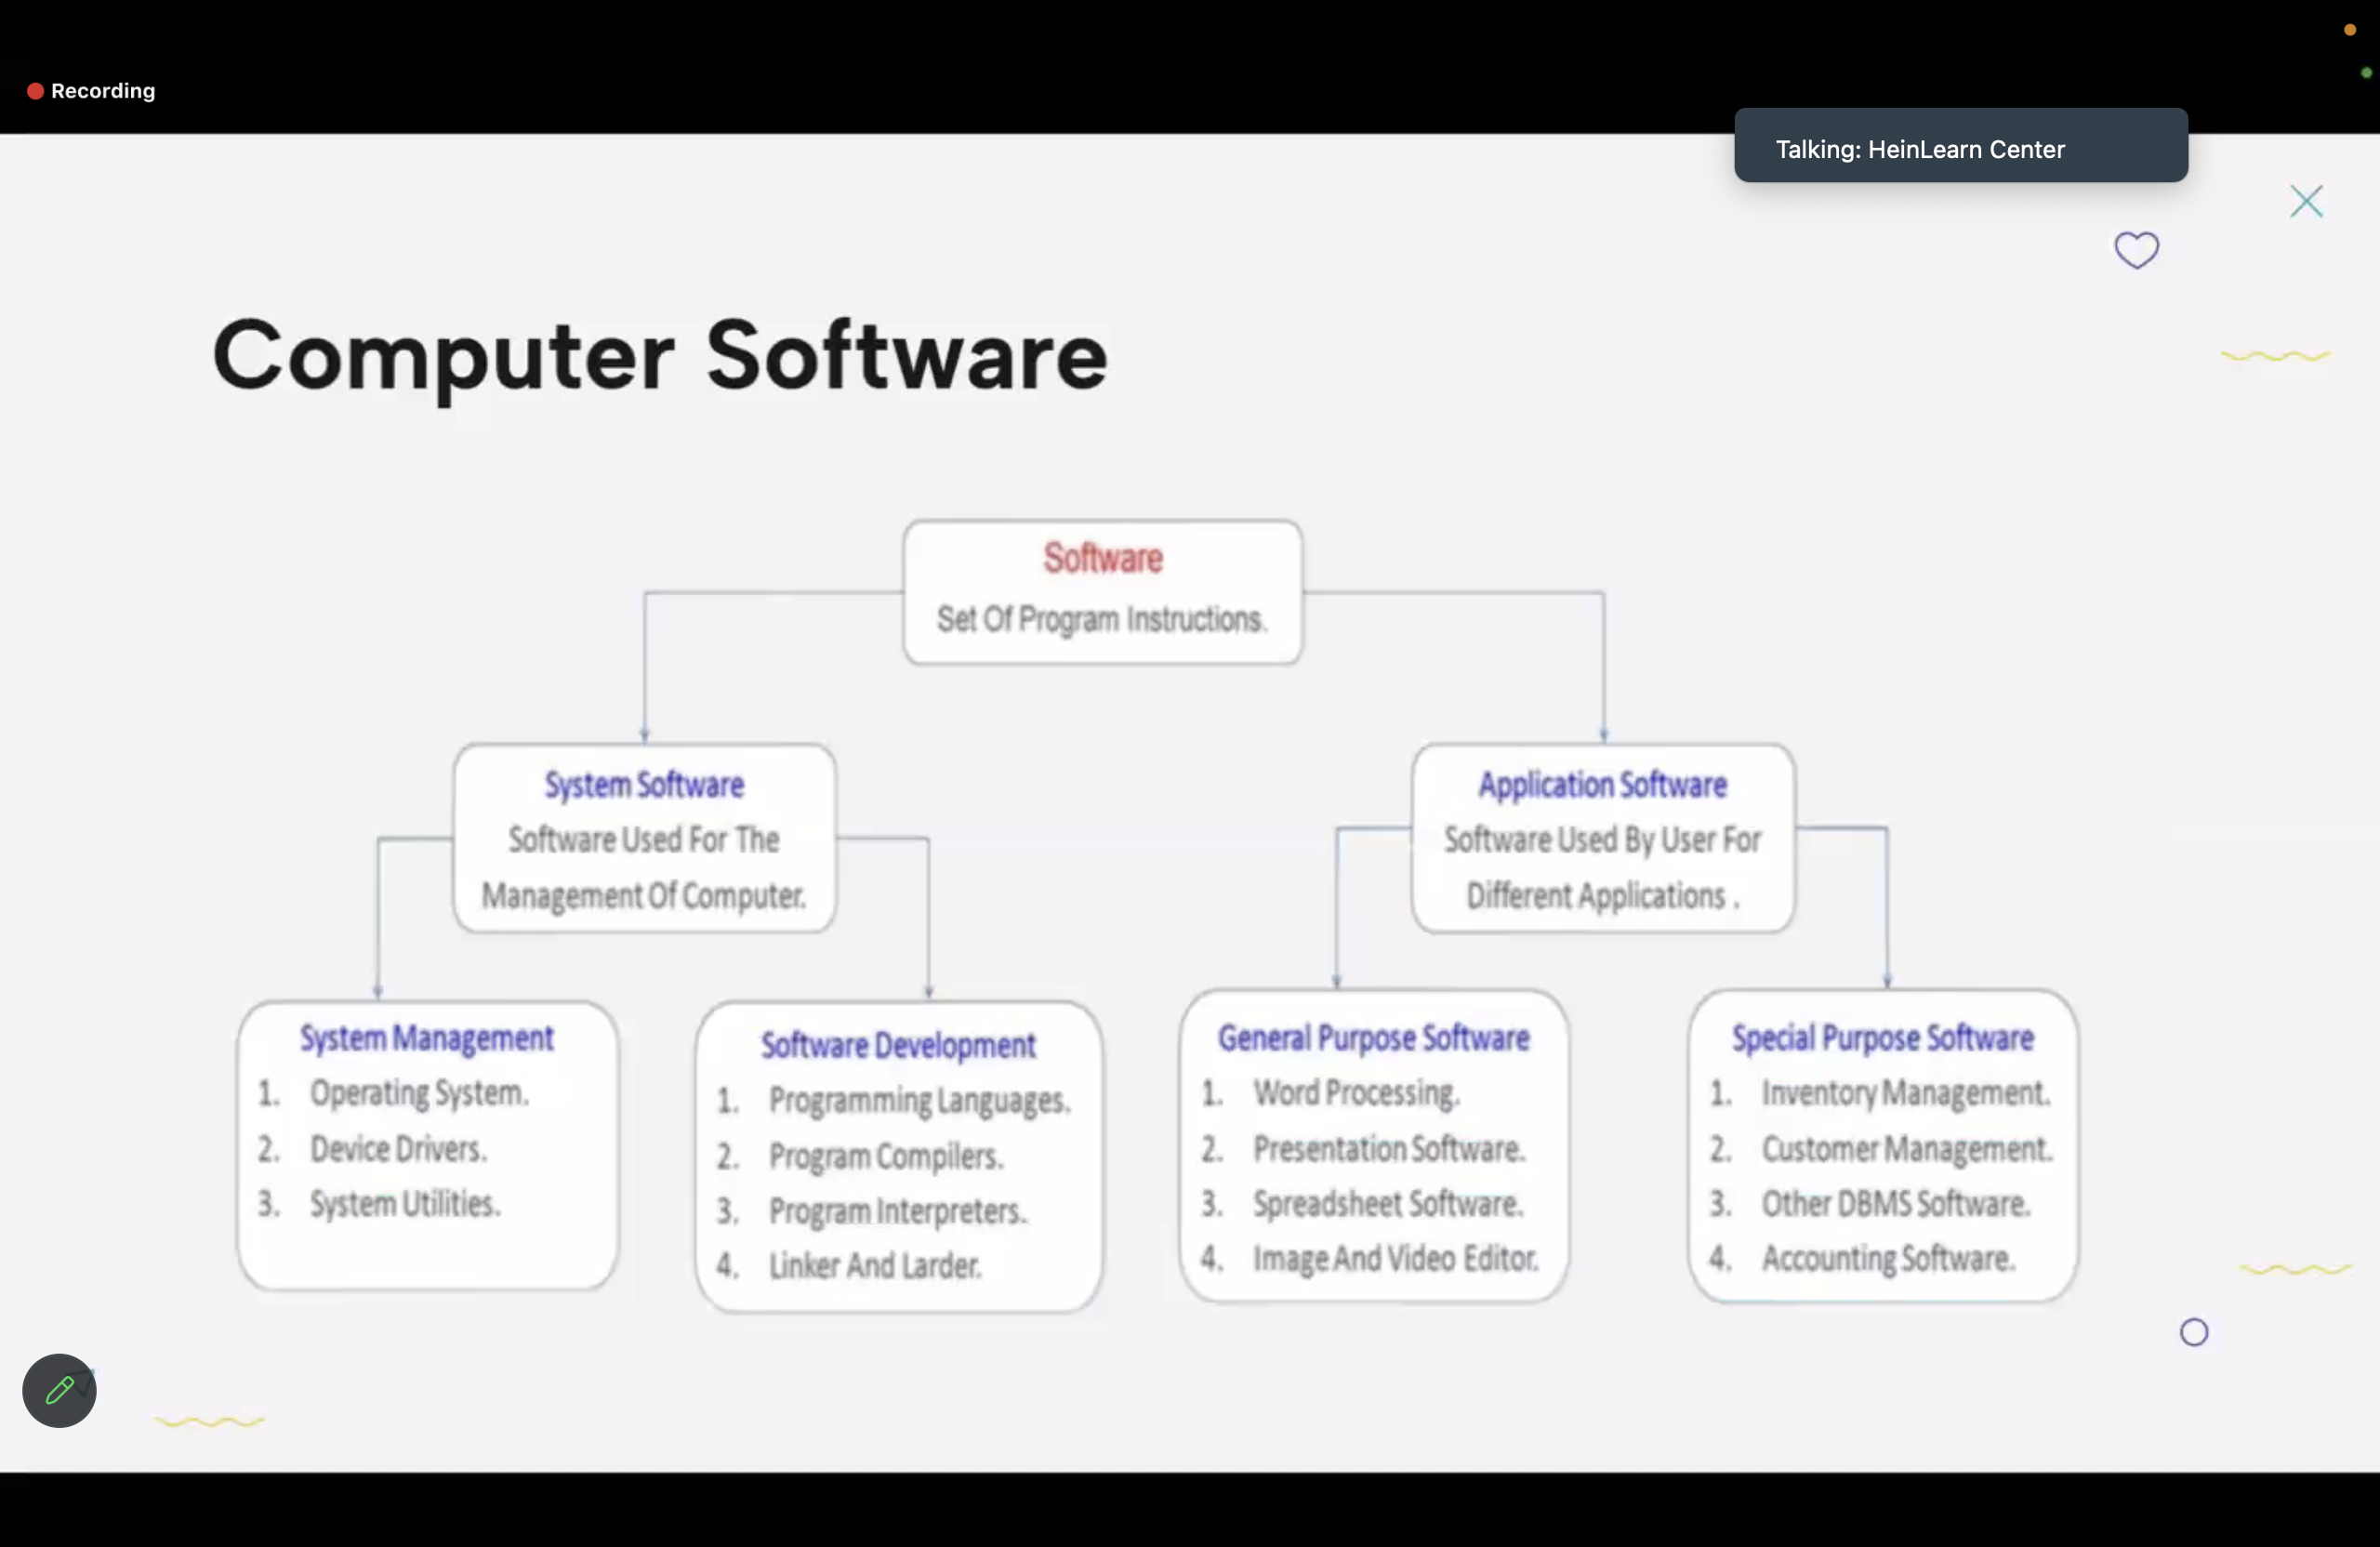 Recording
Talking: HeinLearn Center
Computer Software
Software
Set Of Program Instructions.
System Software
Software Used For The
Management Of Computer.
Application Software
Software Used By User For
Different Applications .
System Management
1. Operating System.
2. Device Drivers.
3. System Utilities.
Software Development
1. Programming Languages.
2. Program Compilers.
3. Program Interpreters.
4. Linker And Larder.
General Purpose Software
1. Word Processing.
2. Presentation Software.
3. Spreadsheet Software.
4. Image And Video Editor.
Special Purpose Software
1. Inventory Management.
2. Customer Management.
3. Other DBMS Software.
4. Accounting Software.